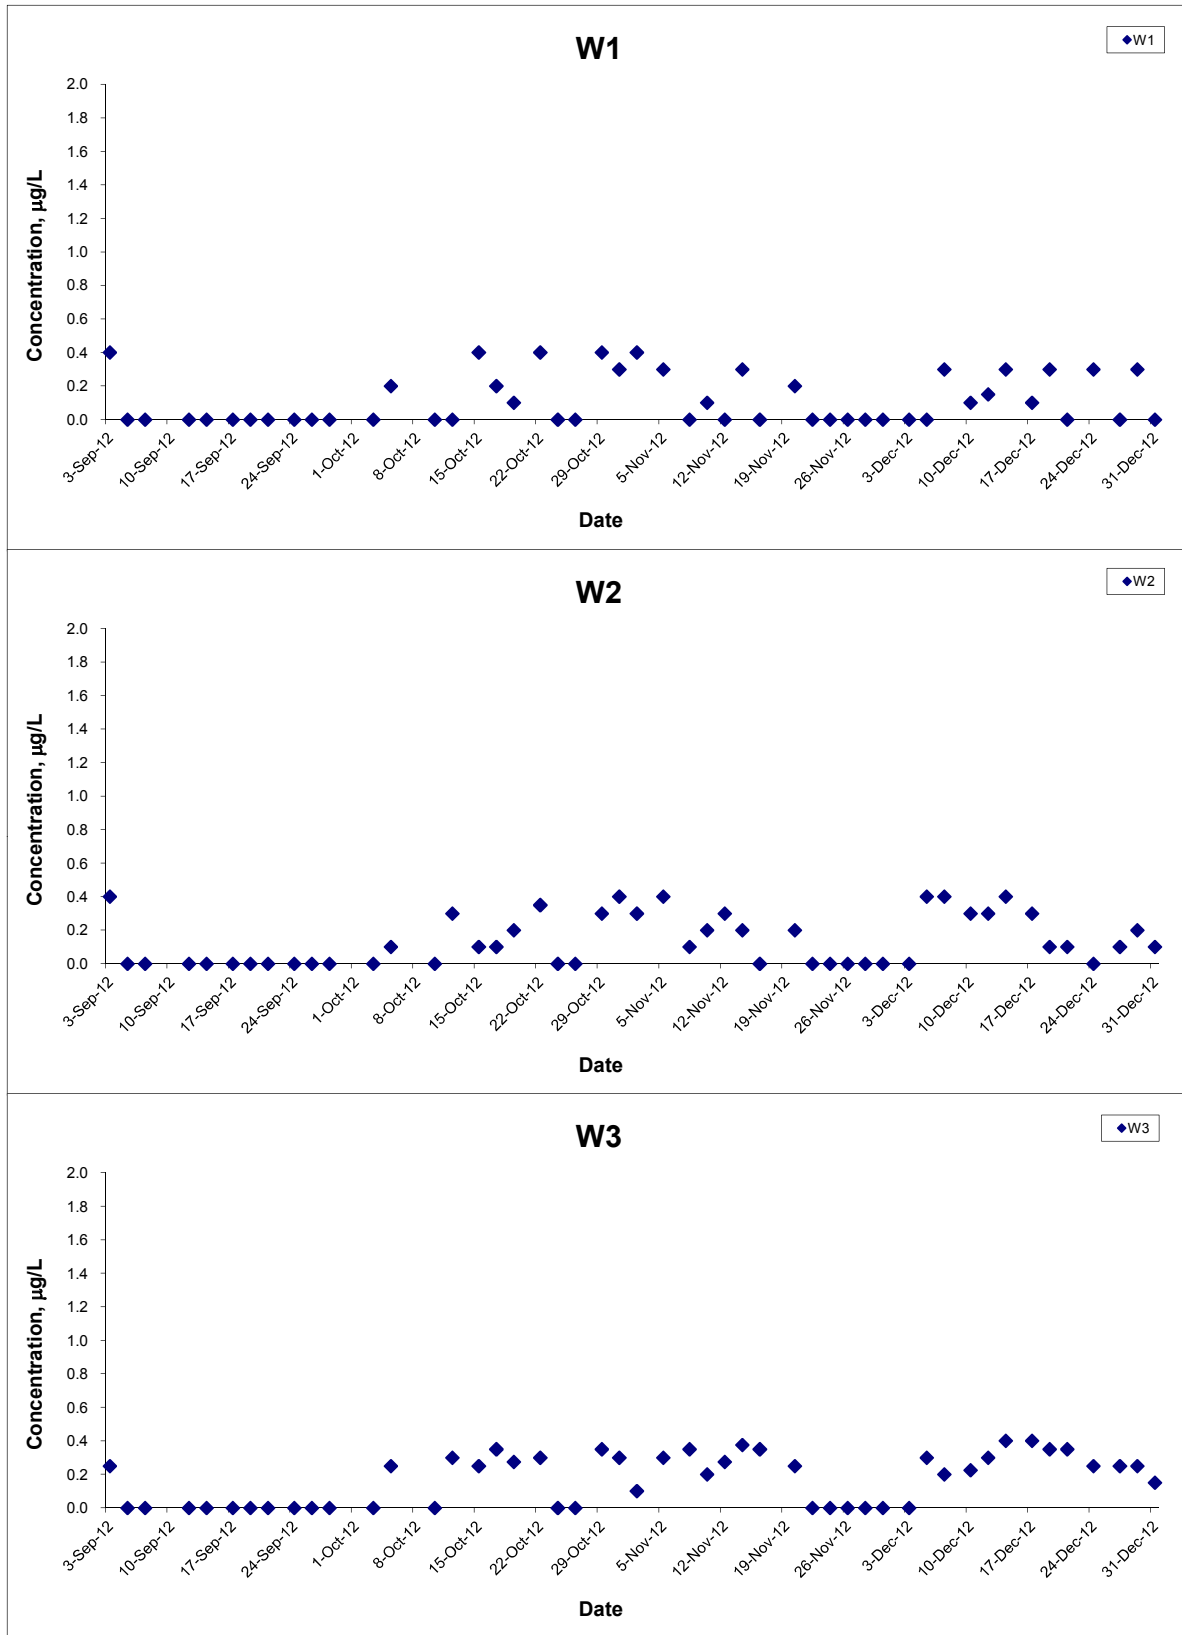 W1
W1
2.0
1.8
1.6
1.4
1.2
1.0
0.8
0.6
0.4
0.2
0.0
Concentration, µg/L
3-Sep-12
10-Sep-12
17-Sep-12
24-Sep-12
1-Oct-12
8-Oct-12
15-Oct-12
22-Oct-12
29-Oct-12
5-Nov-12
12-Nov-12
19-Nov-12
26-Nov-12
3-Dec-12
10-Dec-12
17-Dec-12
24-Dec-12
31-Dec-12
Date
W2
W2
2.0
1.8
1.6
1.4
1.2
1.0
0.8
0.6
0.4
0.2
0.0
Concentration, µg/L
3-Sep-12
10-Sep-12
17-Sep-12
24-Sep-12
1-Oct-12
8-Oct-12
15-Oct-12
22-Oct-12
29-Oct-12
5-Nov-12
12-Nov-12
19-Nov-12
26-Nov-12
3-Dec-12
10-Dec-12
17-Dec-12
24-Dec-12
31-Dec-12
Date
W3
W3
2.0
1.8
1.6
1.4
1.2
1.0
0.8
0.6
0.4
0.2
0.0
Concentration, µg/L
3-Sep-12
10-Sep-12
17-Sep-12
24-Sep-12
1-Oct-12
8-Oct-12
15-Oct-12
22-Oct-12
29-Oct-12
5-Nov-12
12-Nov-12
19-Nov-12
26-Nov-12
3-Dec-12
10-Dec-12
17-Dec-12
24-Dec-12
31-Dec-12
Date